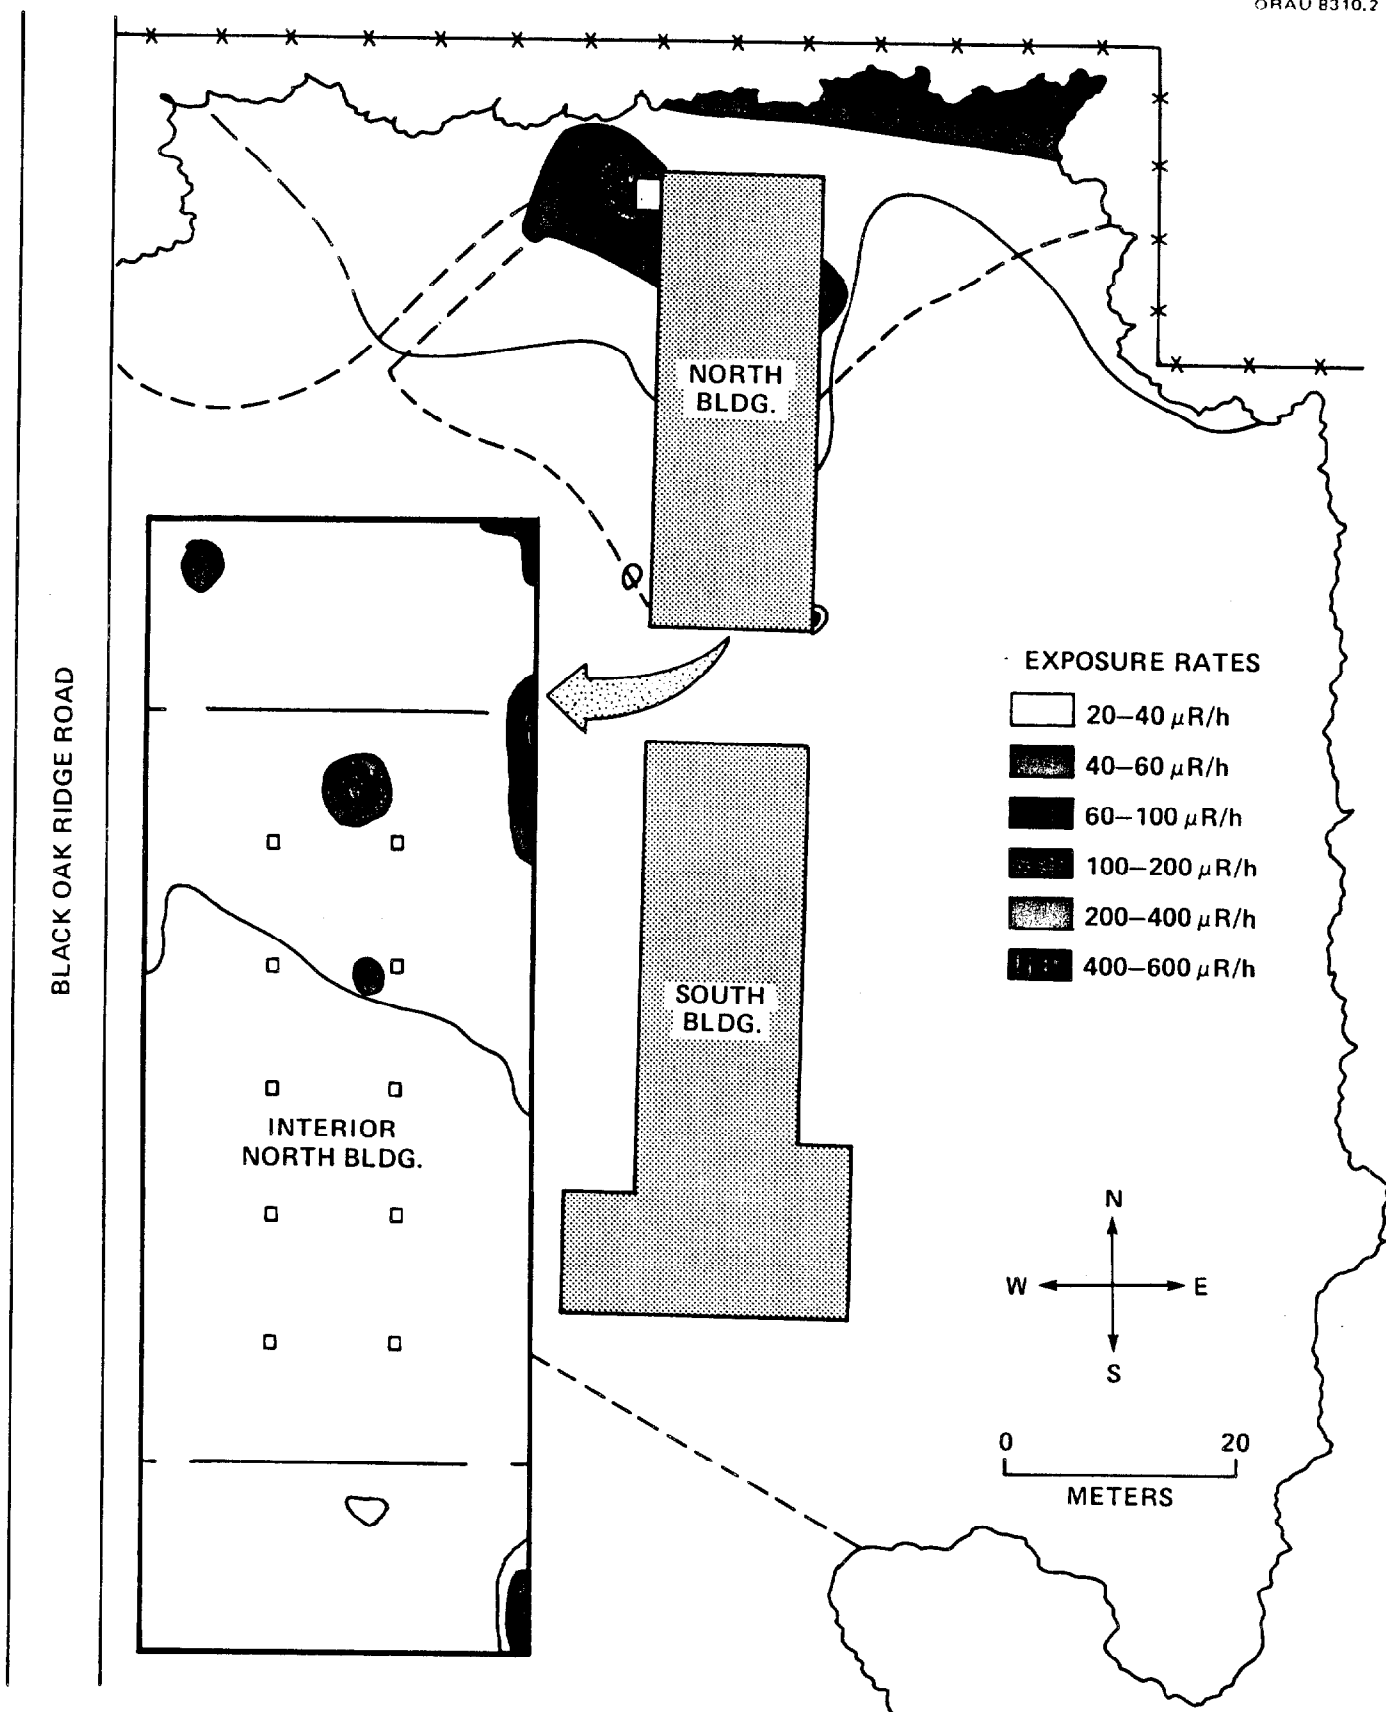 ORAU 8310.2
NORTH
BLDG.
BLACK OAK RIDGE ROAD
EXPOSURE RATES
20–40 μR/h
40–60 μR/h
60–100 μR/h
100–200 μR/h
200–400 μR/h
400–600 μR/h
SOUTH
BLDG.
INTERIOR
NORTH BLDG.
N
W E
S
0 20
METERS